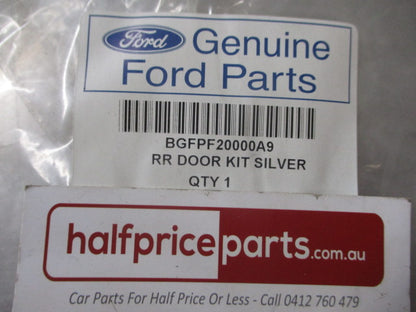 Ford Genuine
Ford Parts
BGFPF20000A9
RR DOOR KIT SILVER
QTY 1
halfpriceparts.com.au
Car Parts For Half Price Or Less - Call 0412 760 479